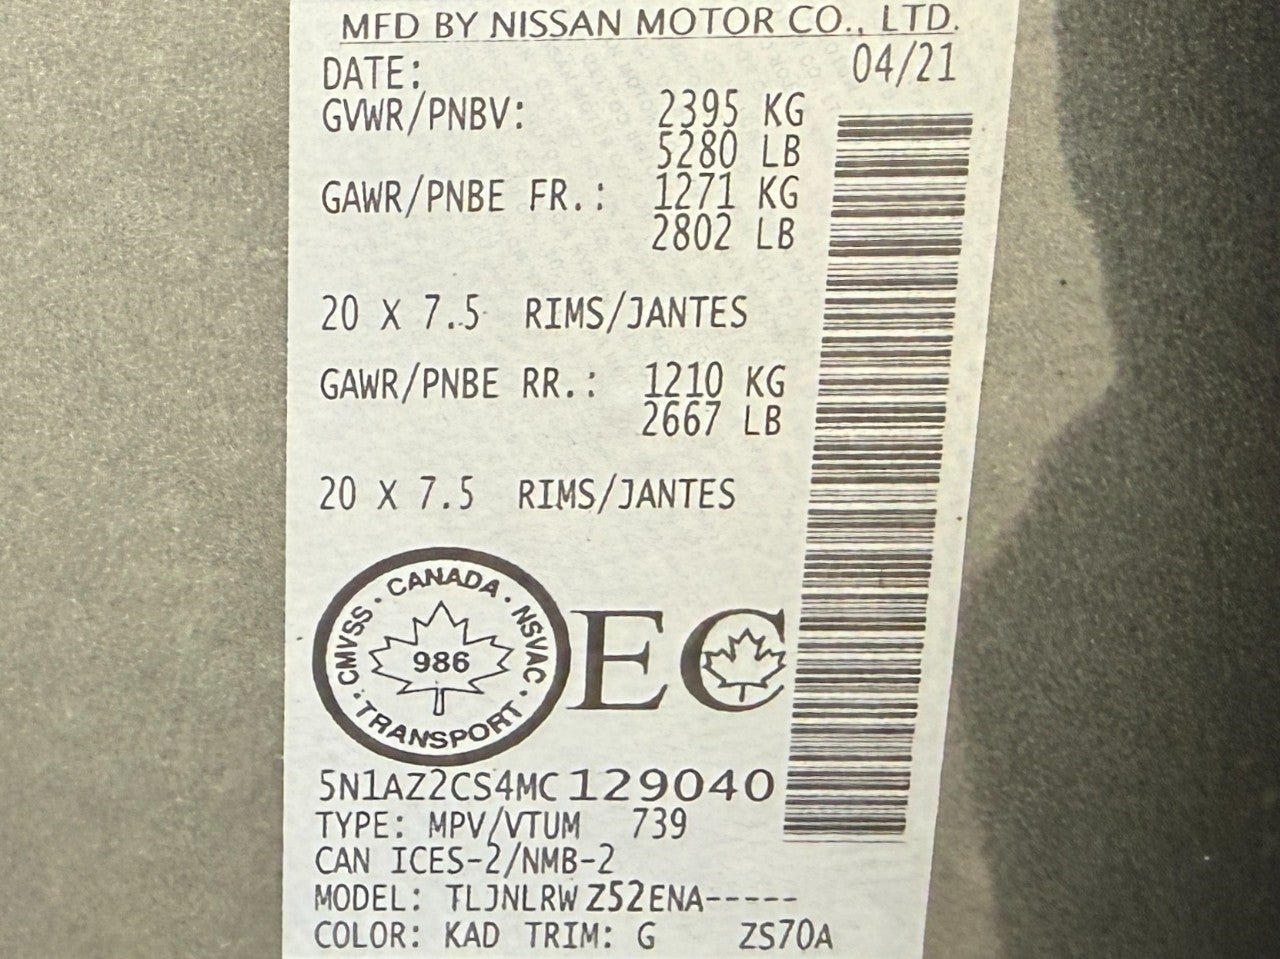 MFD BY NISSAN MOTOR CO., LTD.
DATE: 04/21
GVWR/PNBV: 2395 KG
5280 LB
GAWR/PNBE FR.: 1271 KG
2802 LB
20 X 7.5 RIMS/JANTES
GAWR/PNBE RR.: 1210 KG
2667 LB
20 X 7.5 RIMS/JANTES
CMVSS · CANADA · NSVAC · TRANSPORT ·
986
EC
5N1AZ2CS4MC129040
TYPE: MPV/VTUM 739
CAN ICES-2/NMB-2
MODEL: TLJNLRWZ52ENA-----
COLOR: KAD TRIM: G ZS70A